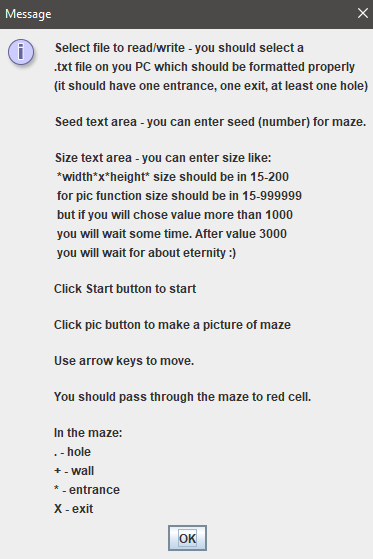 Message
Select file to read/write - you should select a
.txt file on you PC which should be formatted properly
(it should have one entrance, one exit, at least one hole)
Seed text area - you can enter seed (number) for maze.
Size text area - you can enter size like:
*width*x*height* size should be in 15-200
for pic function size should be in 15-999999
but if you will chose value more than 1000
you will wait some time. After value 3000
you will wait for about eternity :)
Click Start button to start
Click pic button to make a picture of maze
Use arrow keys to move.
You should pass through the maze to red cell.
In the maze:
. - hole
+ - wall
* - entrance
X - exit
OK